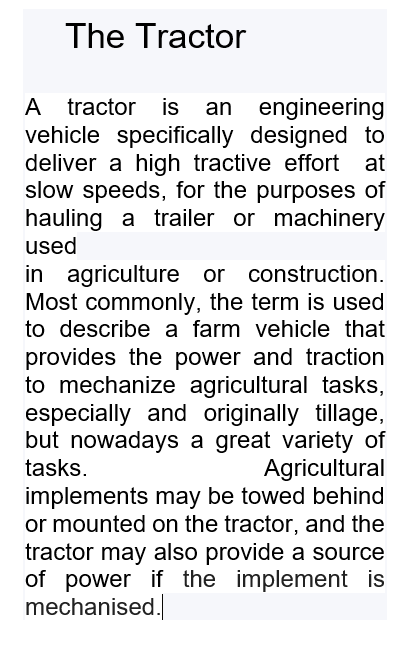 The Tractor
A tractor is an engineering
vehicle specifically designed to
deliver a high tractive effort at
slow speeds, for the purposes of
hauling a trailer or machinery
used
in agriculture or construction.
Most commonly, the term is used
to describe a farm vehicle that
provides the power and traction
to mechanize agricultural tasks,
especially and originally tillage,
but nowadays a great variety of
tasks. Agricultural
implements may be towed behind
or mounted on the tractor, and the
tractor may also provide a source
of power if the implement is
mechanised.